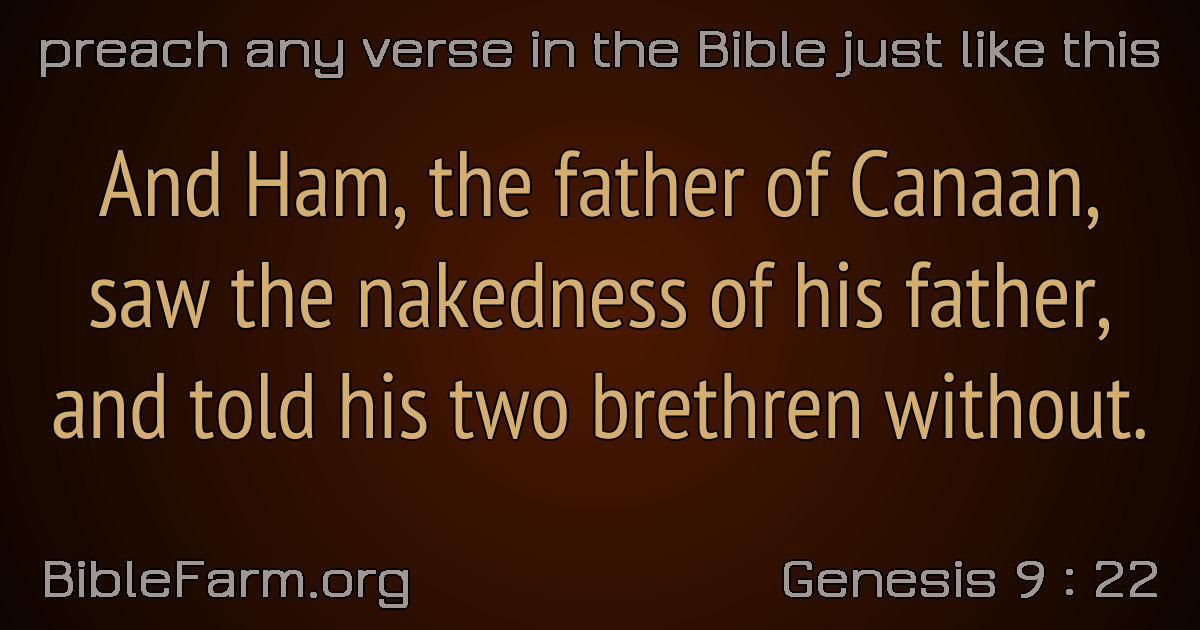 preach any verse in the Bible just like this
And Ham, the father of Canaan,
saw the nakedness of his father,
and told his two brethren without.
BibleFarm.org
Genesis 9 : 22